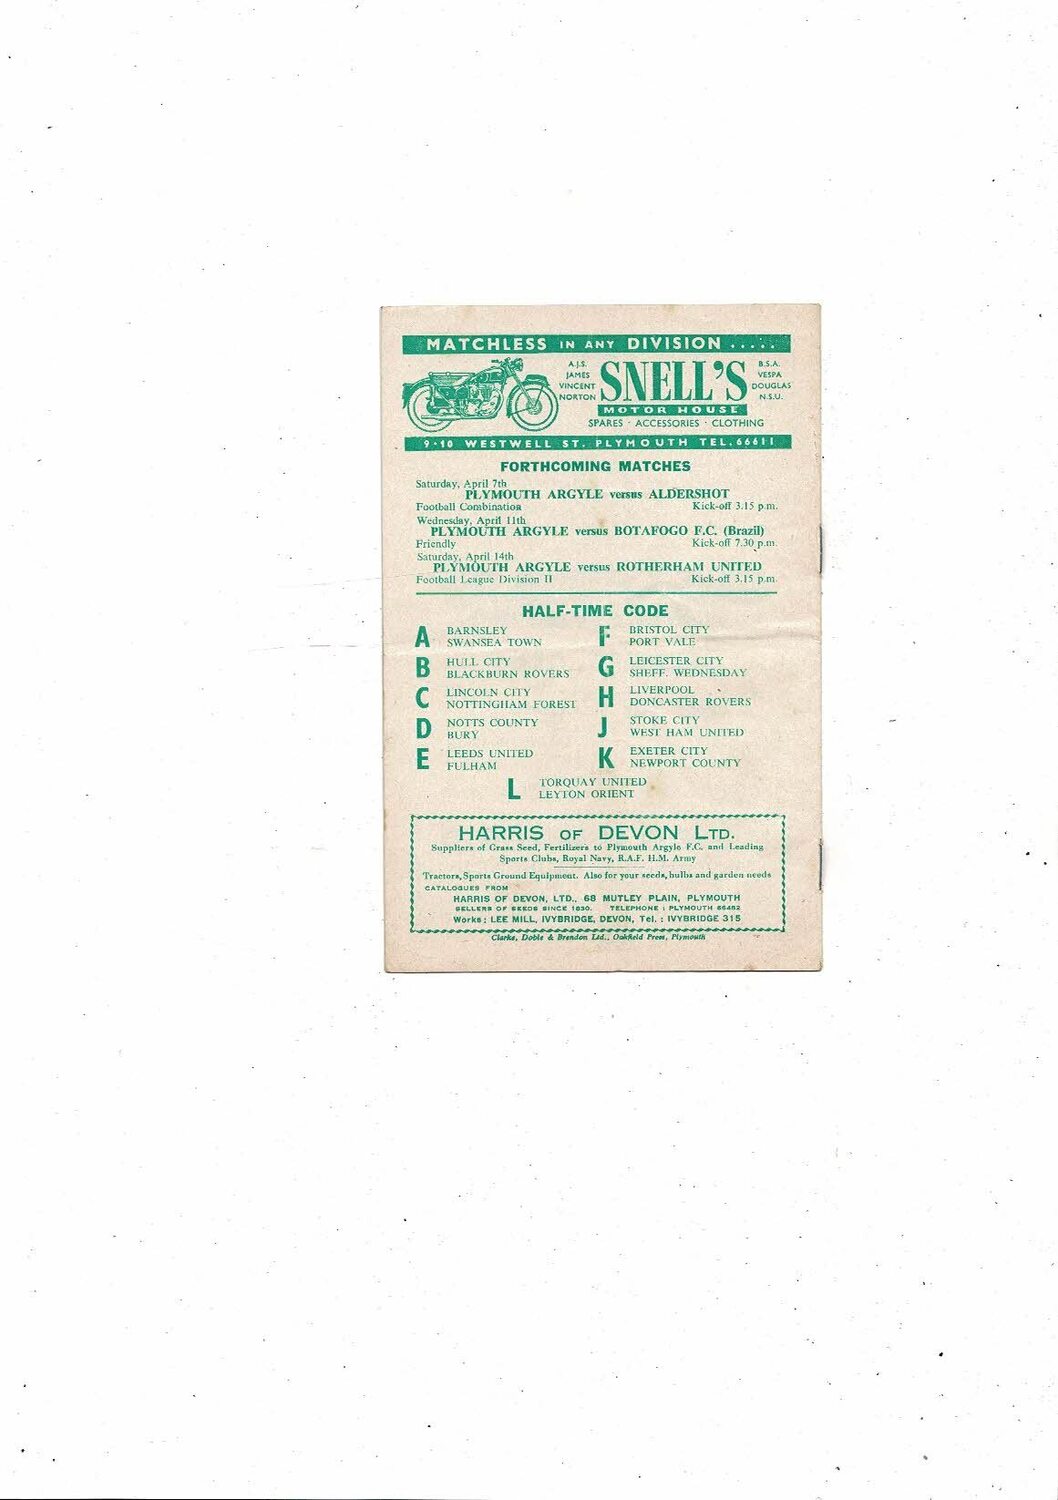 MATCHLESS IN ANY DIVISION .....
A.J.S.
JAMES
VINCENT
NORTON
SNELL'S
MOTOR HOUSE
B.S.A.
VESPA
DOUGLAS
N.S.U.
SPARES · ACCESSORIES · CLOTHING
9-10 WESTWELL ST. PLYMOUTH TEL. 66611
FORTHCOMING MATCHES
Saturday, April 7th
PLYMOUTH ARGYLE versus ALDERSHOT
Football Combination Kick-off 3.15 p.m.
Wednesday, April 11th
PLYMOUTH ARGYLE versus BOTAFOGO F.C. (Brazil)
Friendly Kick-off 7.30 p.m.
Saturday, April 14th
PLYMOUTH ARGYLE versus ROTHERHAM UNITED
Football League Division II Kick-off 3.15 p.m.
HALF-TIME CODE
A BARNSLEY
SWANSEA TOWN
B HULL CITY
BLACKBURN ROVERS
C LINCOLN CITY
NOTTINGHAM FOREST
D NOTTS COUNTY
BURY
E LEEDS UNITED
FULHAM
F BRISTOL CITY
PORT VALE
G LEICESTER CITY
SHEFF. WEDNESDAY
H LIVERPOOL
DONCASTER ROVERS
J STOKE CITY
WEST HAM UNITED
K EXETER CITY
NEWPORT COUNTY
L TORQUAY UNITED
LEYTON ORIENT
HARRIS OF DEVON LTD.
Suppliers of Grass Seed, Fertilizers to Plymouth Argyle F.C. and Leading
Sports Clubs, Royal Navy, R.A.F. H.M. Army
Tractors, Sports Ground Equipment. Also for your seeds, bulbs and garden needs
CATALOGUES FROM
HARRIS OF DEVON, LTD., 68 MUTLEY PLAIN, PLYMOUTH
SELLERS OF SEEDS SINCE 1830. TELEPHONE : PLYMOUTH 66452
Works : LEE MILL, IVYBRIDGE, DEVON, Tel. : IVYBRIDGE 315
Clarke, Doble & Brendon Ltd., Oakfield Press, Plymouth